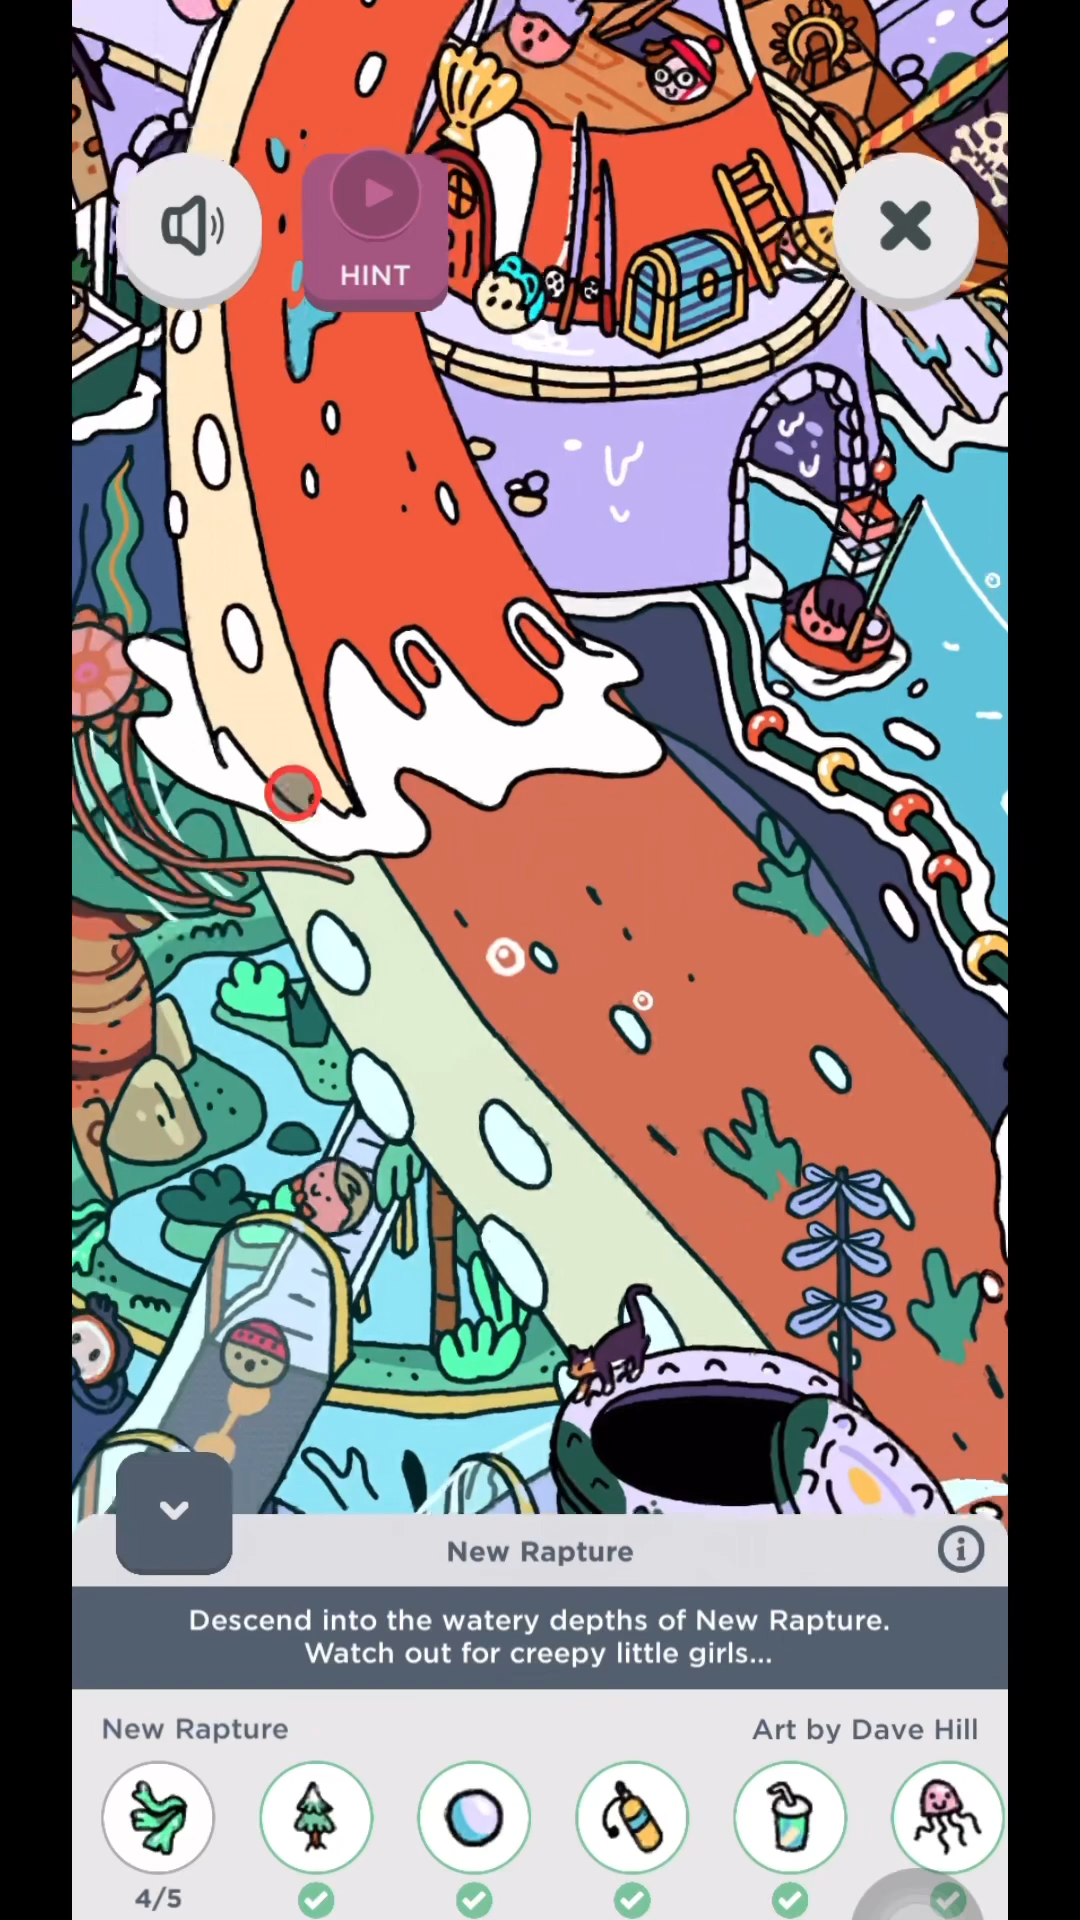 HINT
New Rapture
Descend into the watery depths of New Rapture.
Watch out for creepy little girls...
New Rapture
Art by Dave Hill
4/5